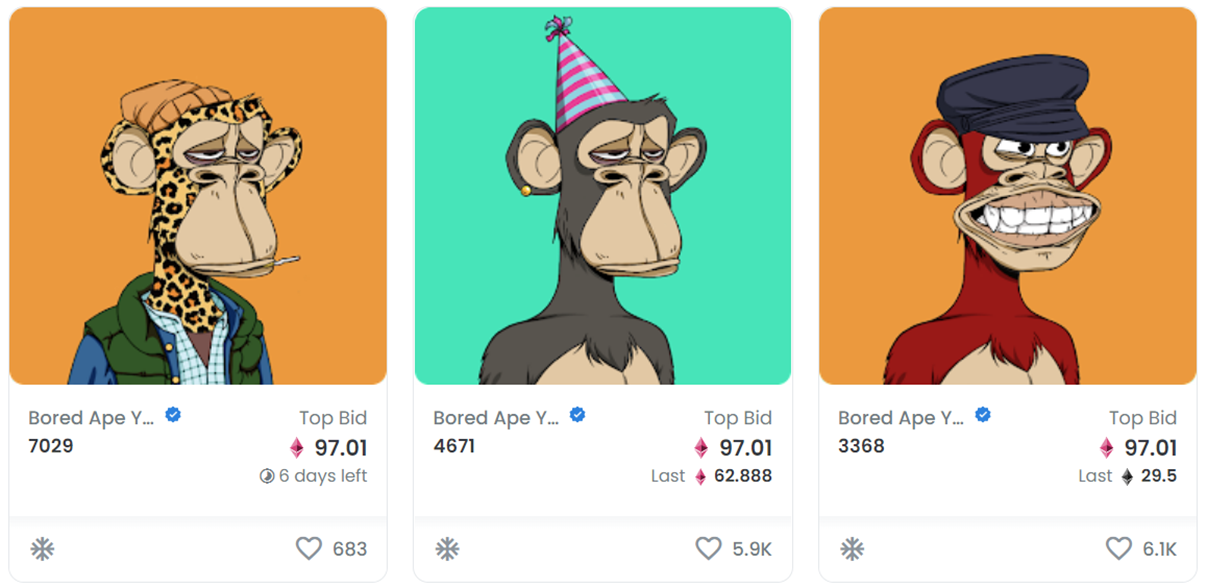 Bored Ape Y... Top Bid
7029 97.01
6 days left
683
Bored Ape Y... Top Bid
4671 97.01
Last 62.888
5.9K
Bored Ape Y... Top Bid
3368 97.01
Last 29.5
6.1K